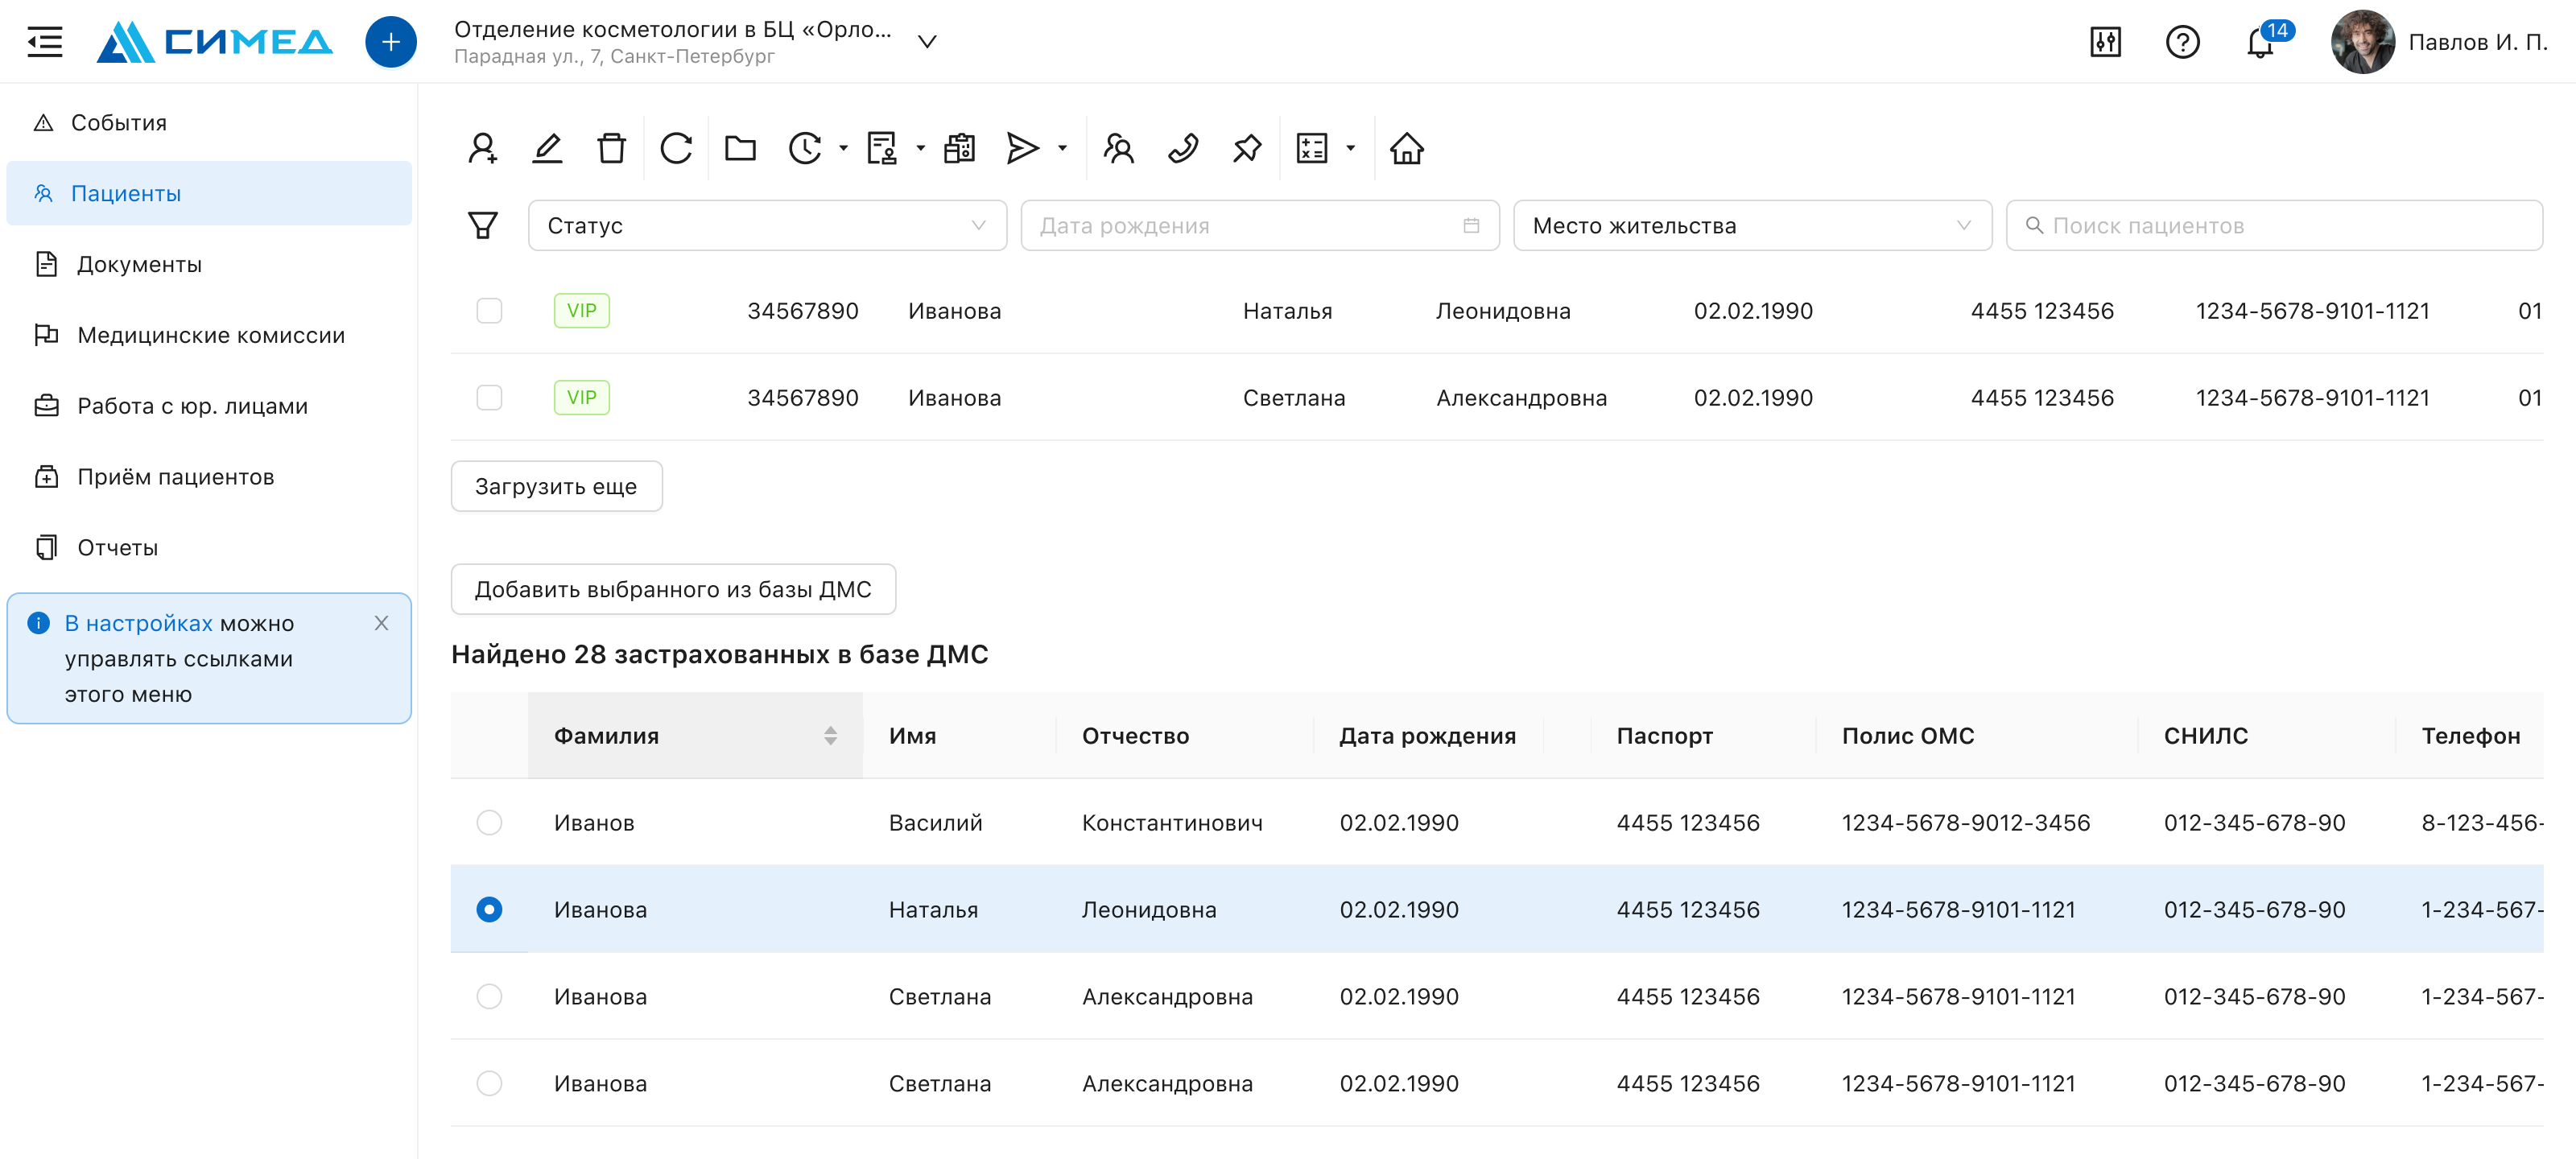 СИМЕД
Отделение косметологии в БЦ «Орло...
Парадная ул., 7, Санкт-Петербург
14
Павлов И. П.
События
Пациенты
Документы
Медицинские комиссии
Работа с юр. лицами
Приём пациентов
Отчеты
В настройках можно
управлять ссылками
этого меню
Статус
Дата рождения
Место жительства
Поиск пациентов
VIP 34567890 Иванова Наталья Леонидовна 02.02.1990 4455 123456 1234-5678-9101-1121 01
VIP 34567890 Иванова Светлана Александровна 02.02.1990 4455 123456 1234-5678-9101-1121 01
Загрузить еще
Добавить выбранного из базы ДМС
Найдено 28 застрахованных в базе ДМС
Фамилия Имя Отчество Дата рождения Паспорт Полис ОМС СНИЛС Телефон
Иванов Василий Константинович 02.02.1990 4455 123456 1234-5678-9012-3456 012-345-678-90 8-123-456-
Иванова Наталья Леонидовна 02.02.1990 4455 123456 1234-5678-9101-1121 012-345-678-90 1-234-567-
Иванова Светлана Александровна 02.02.1990 4455 123456 1234-5678-9101-1121 012-345-678-90 1-234-567-
Иванова Светлана Александровна 02.02.1990 4455 123456 1234-5678-9101-1121 012-345-678-90 1-234-567-